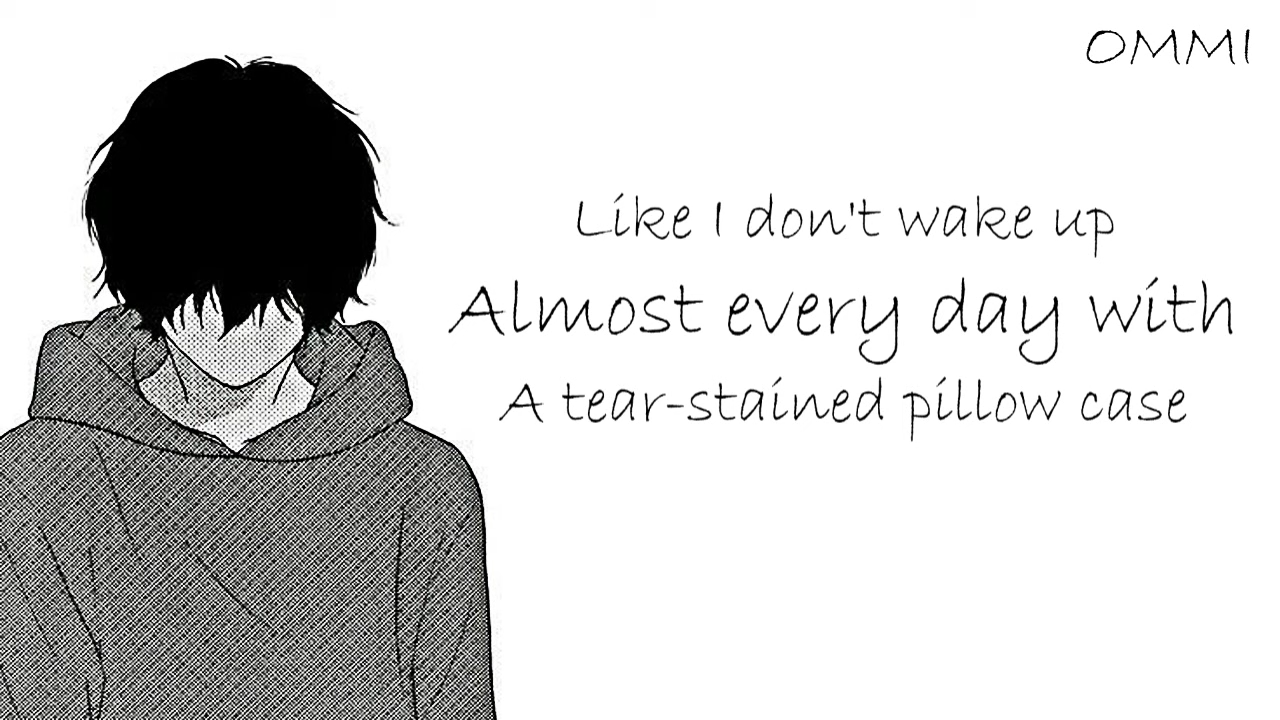 OMMI
Like I don't wake up
Almost every day with
A tear-stained pillow case